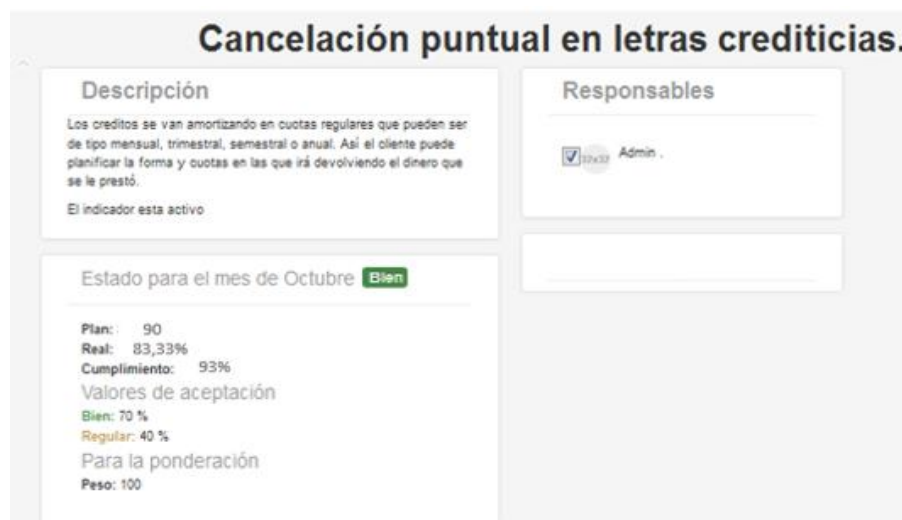 Cancelación puntual en letras crediticias.
Descripción
Los creditos se van amortizando en cuotas regulares que pueden ser
de tipo mensual, trimestral, semestral o anual. Así el cliente puede
planificar la forma y cuotas en las que irá devolviendo el dinero que
se le prestó.
El indicador esta activo
Responsables
32x32 Admin .
Estado para el mes de Octubre Bien
Plan: 90
Real: 83,33%
Cumplimiento: 93%
Valores de aceptación
Bien: 70 %
Regular: 40 %
Para la ponderación
Peso: 100